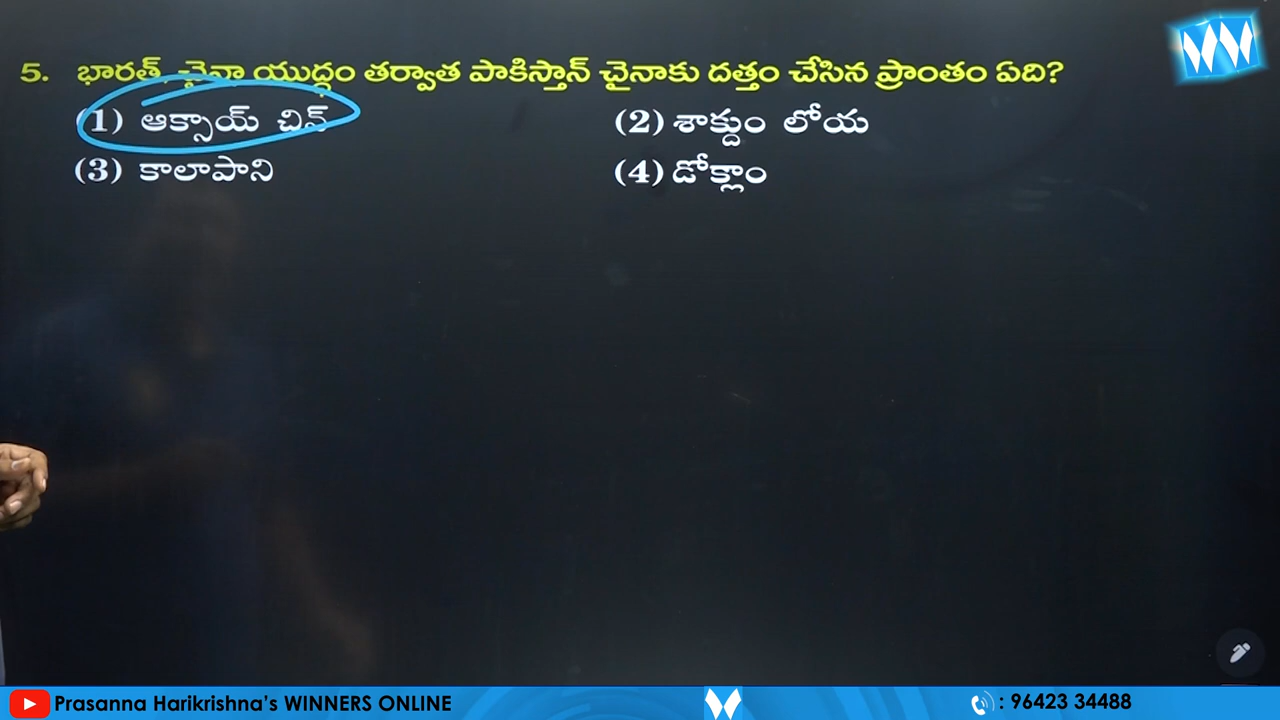 5. భారత్, చైనా యుద్ధం తర్వాత పాకిస్తాన్ చైనాకు దత్తం చేసిన ప్రాంతం ఏది?
(1) ఆక్సాయ్ చిన్ (2) శాక్దుం లోయ
(3) కాలాపాని (4) డోక్లాం
Prasanna Harikrishna's WINNERS ONLINE : 96423 34488